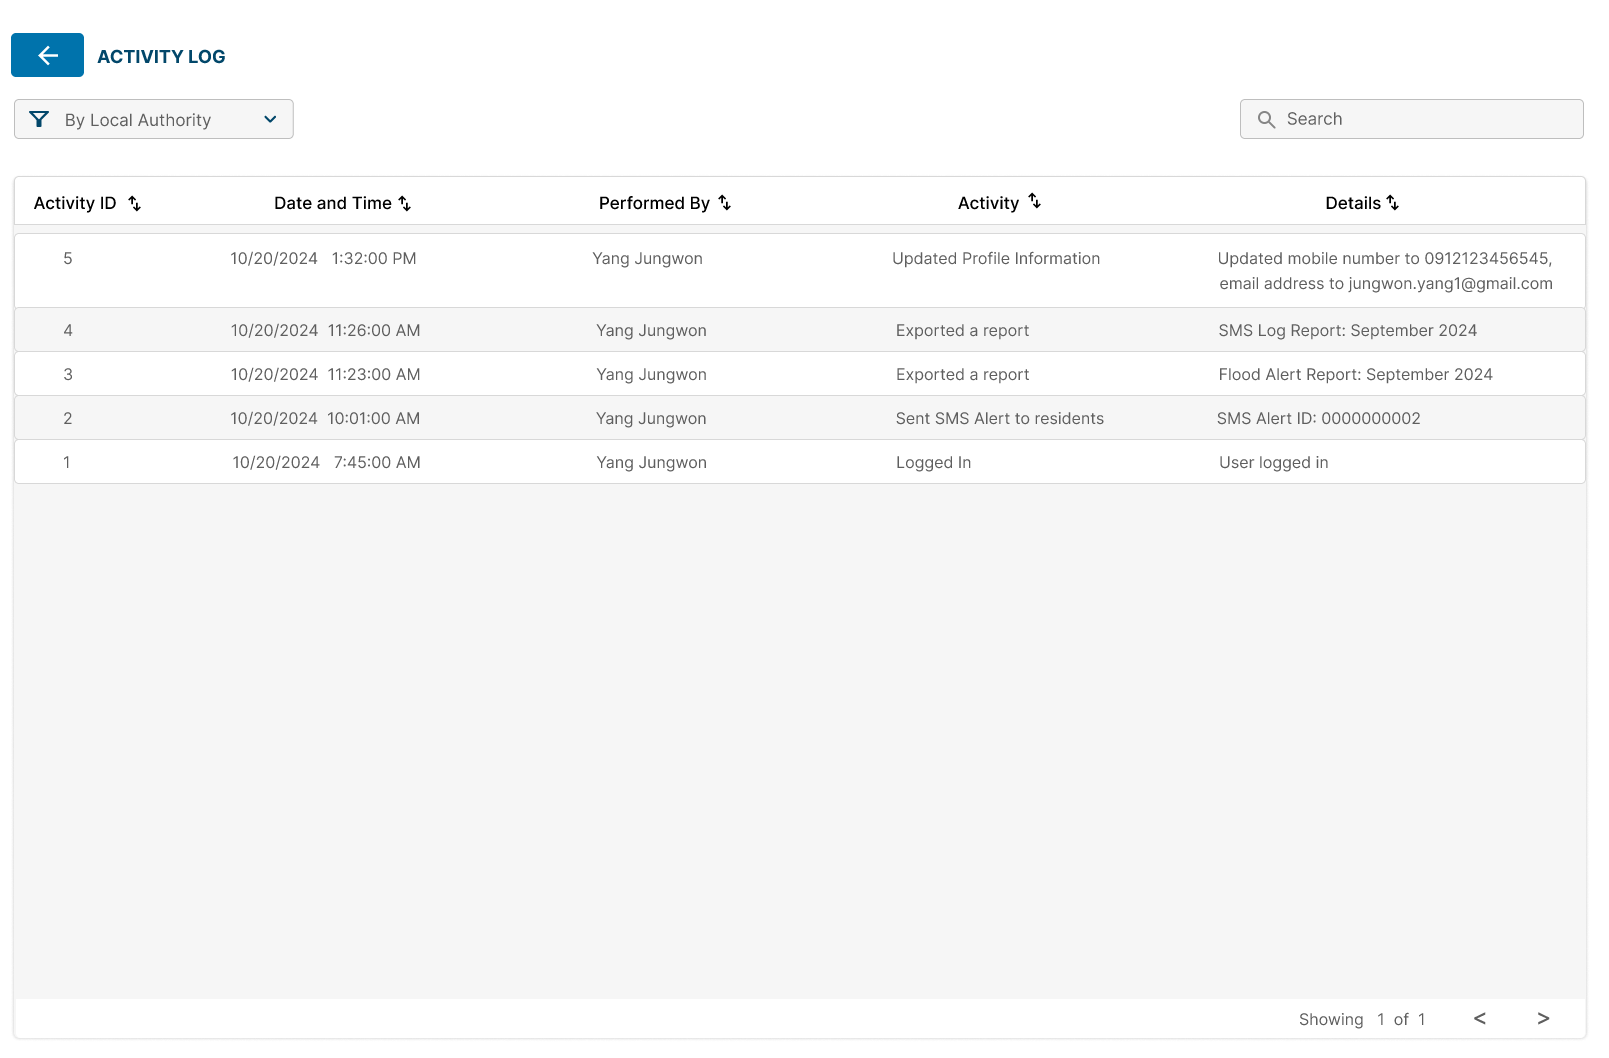 ACTIVITY LOG
By Local Authority
Search
Activity ID Date and Time Performed By Activity Details
5 10/20/2024 1:32:00 PM Yang Jungwon Updated Profile Information Updated mobile number to 0912123456545,
email address to jungwon.yang1@gmail.com
4 10/20/2024 11:26:00 AM Yang Jungwon Exported a report SMS Log Report: September 2024
3 10/20/2024 11:23:00 AM Yang Jungwon Exported a report Flood Alert Report: September 2024
2 10/20/2024 10:01:00 AM Yang Jungwon Sent SMS Alert to residents SMS Alert ID: 0000000002
1 10/20/2024 7:45:00 AM Yang Jungwon Logged In User logged in
Showing 1 of 1 < >